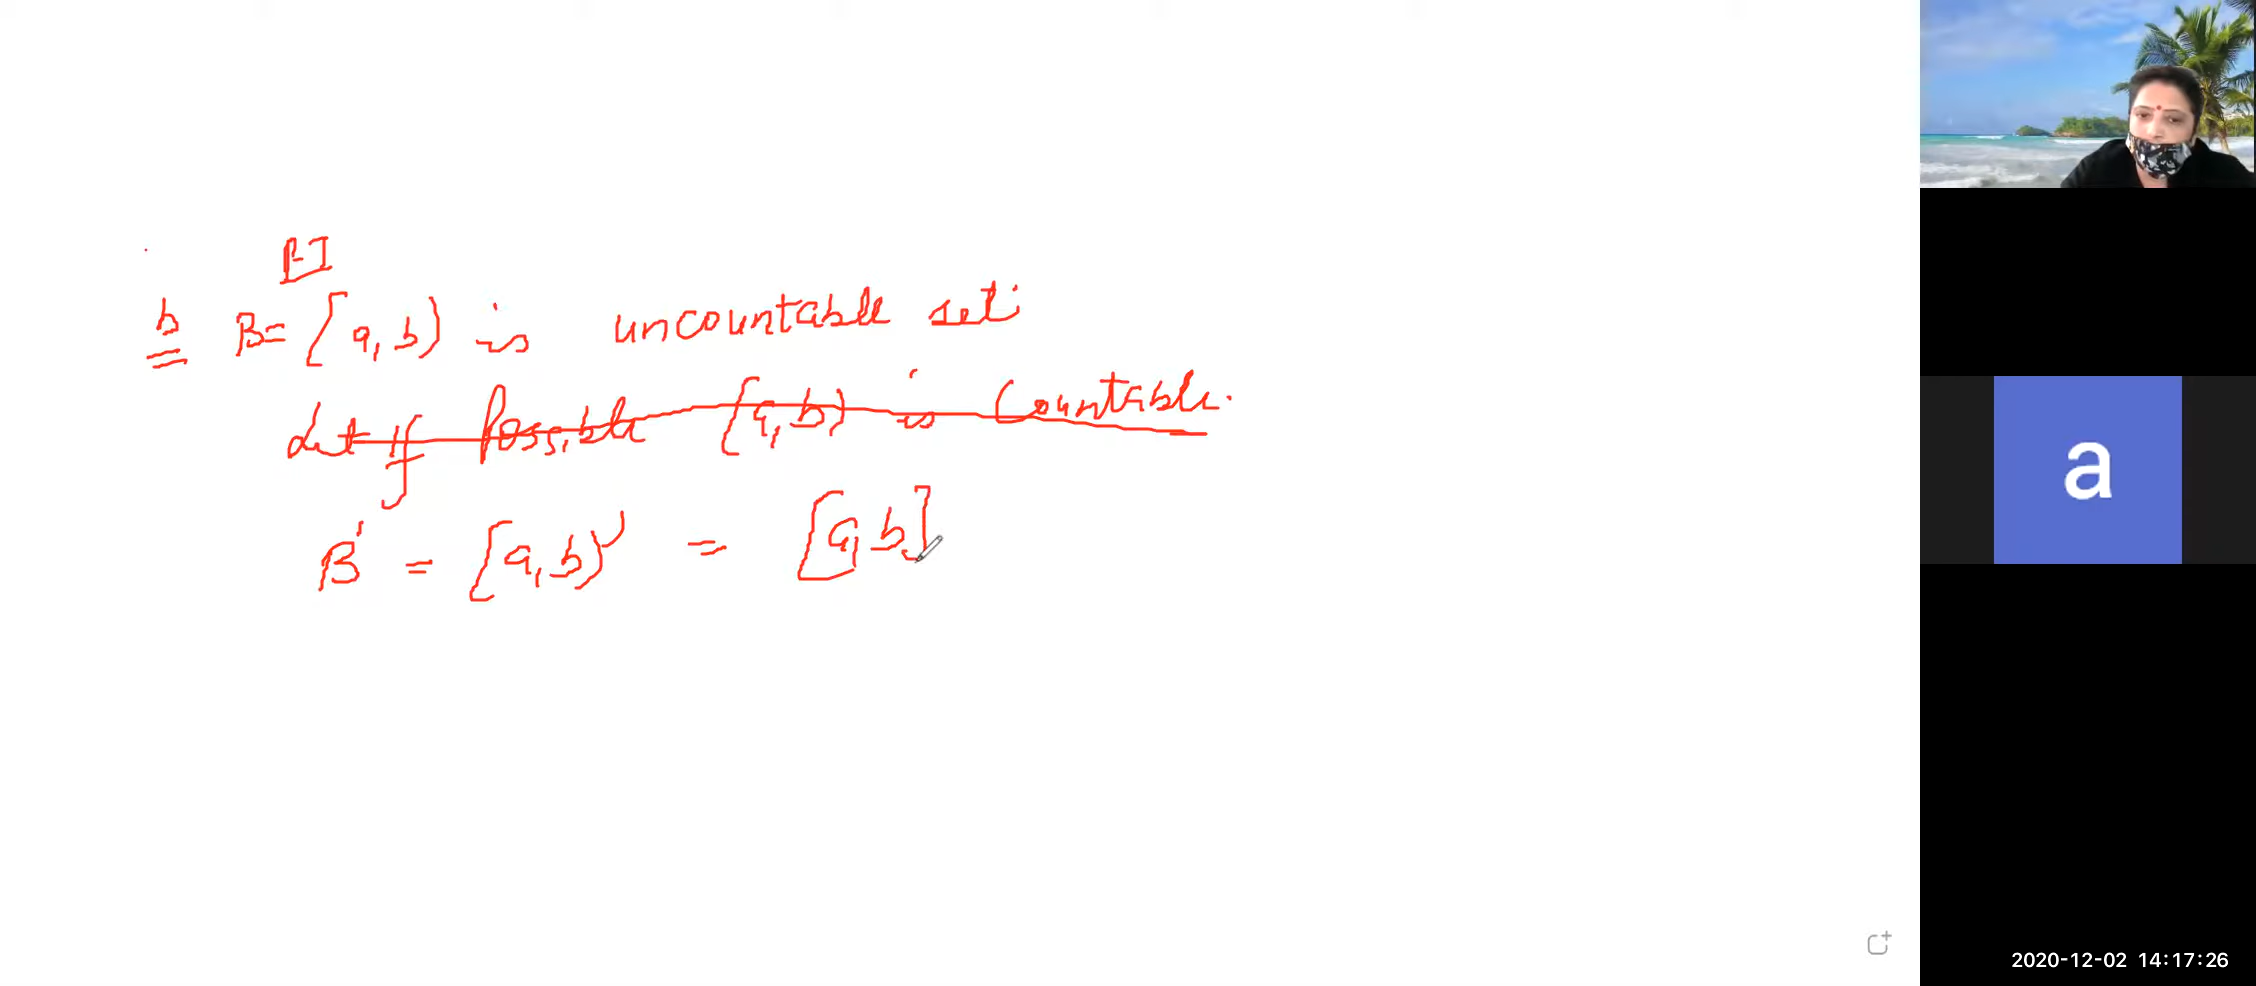 b B = [a, b) is uncountable set.
Let if Possible [a, b) is Countable.
B' = [a, b)' = [a, b]
a
2020-12-02 14:17:26